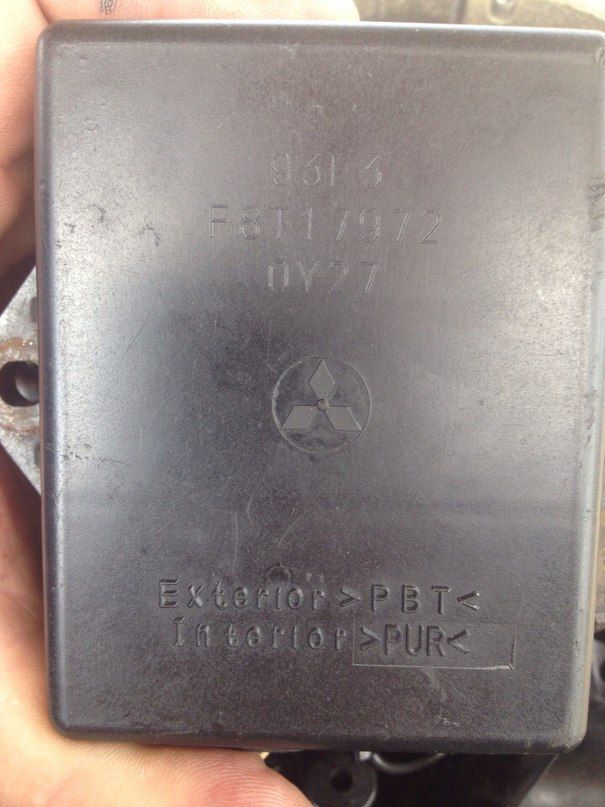 93F3
F8T17972
0Y27
Exterior >PBT<
Interior >PUR<